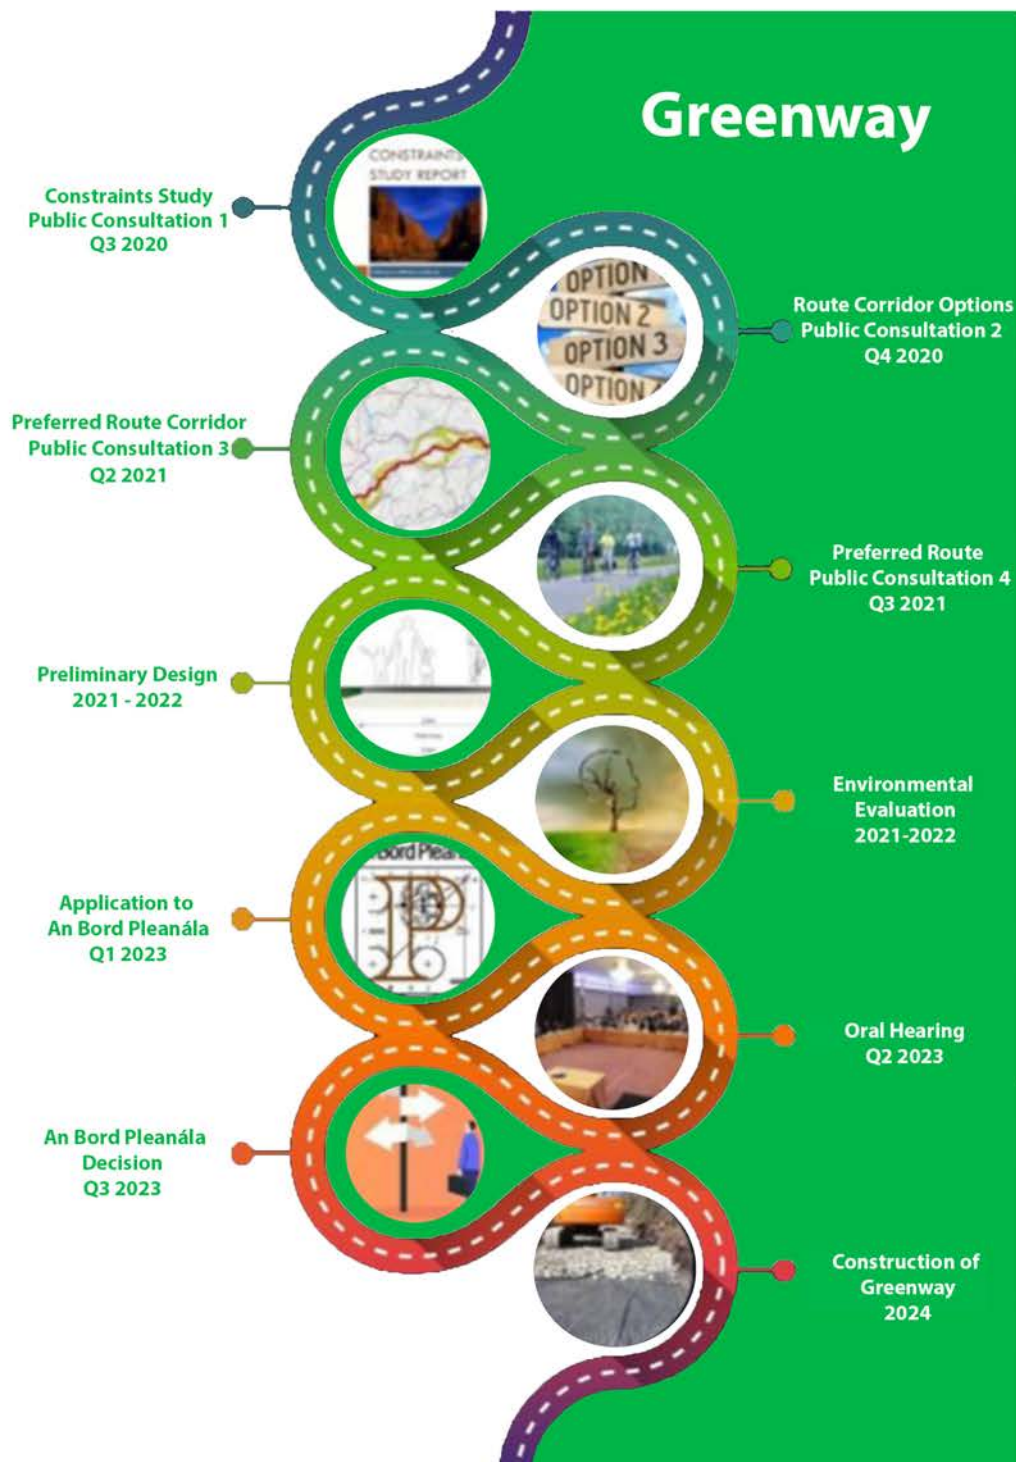 Greenway
CONSTRAINTS
STUDY REPORT
Constraints Study
Public Consultation 1
Q3 2020
OPTION
OPTION 2
OPTION 3
OPTION
Route Corridor Options
Public Consultation 2
Q4 2020
Preferred Route Corridor
Public Consultation 3
Q2 2021
Preferred Route
Public Consultation 4
Q3 2021
Preliminary Design
2021 - 2022
Environmental
Evaluation
2021-2022
Application to
An Bord Pleanála
Q1 2023
Bord Plean
P
Oral Hearing
Q2 2023
An Bord Pleanála
Decision
Q3 2023
Construction of
Greenway
2024